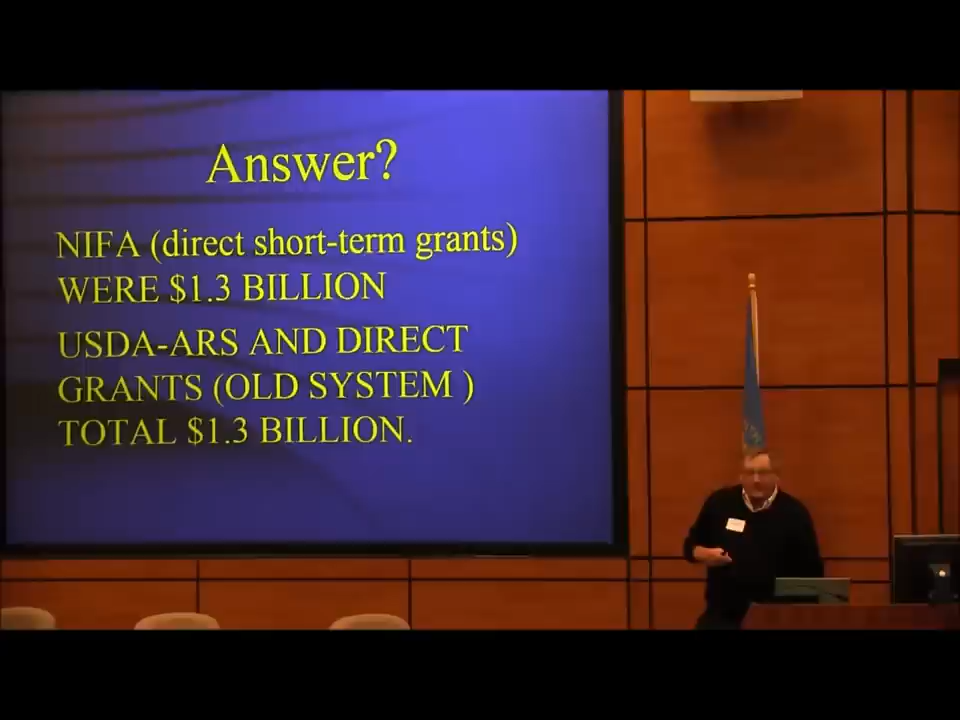 Answer?
NIFA (direct short-term grants)
WERE $1.3 BILLION
USDA-ARS AND DIRECT
GRANTS (OLD SYSTEM )
TOTAL $1.3 BILLION.